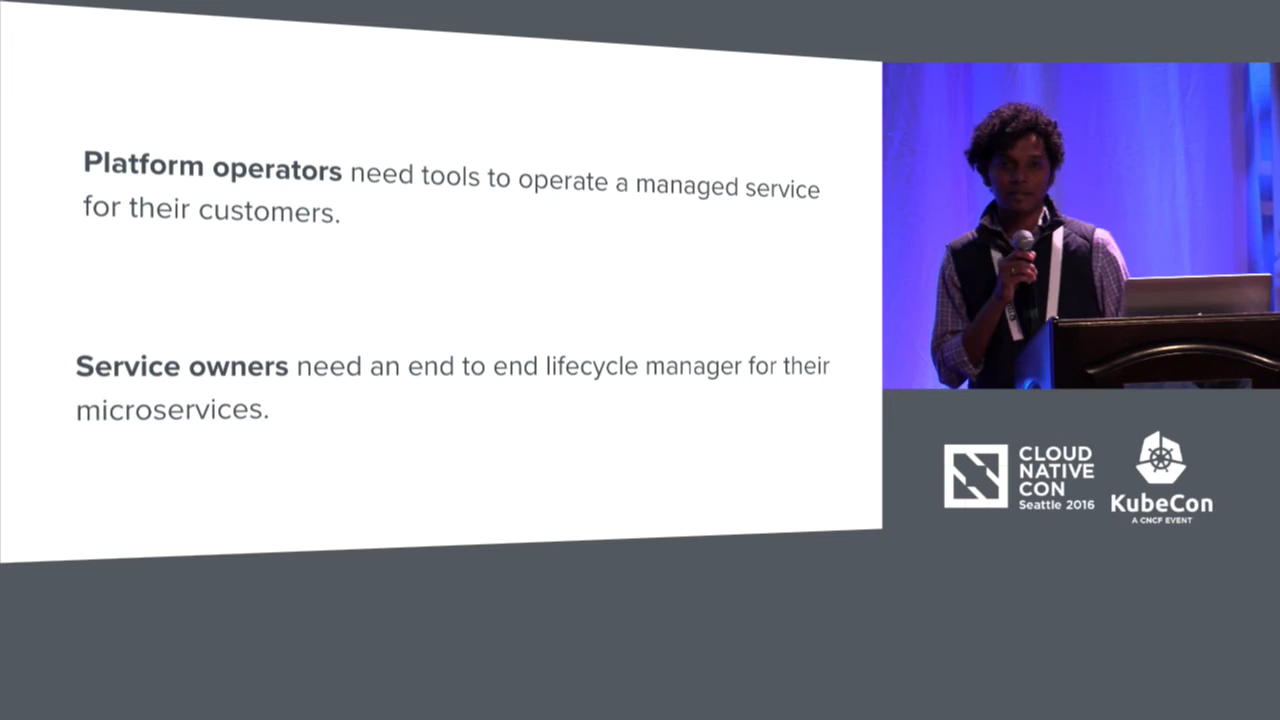 Platform operators need tools to operate a managed service
for their customers.
Service owners need an end to end lifecycle manager for their
microservices.
CLOUD
NATIVE
CON
Seattle 2016
KubeCon
A CNCF EVENT